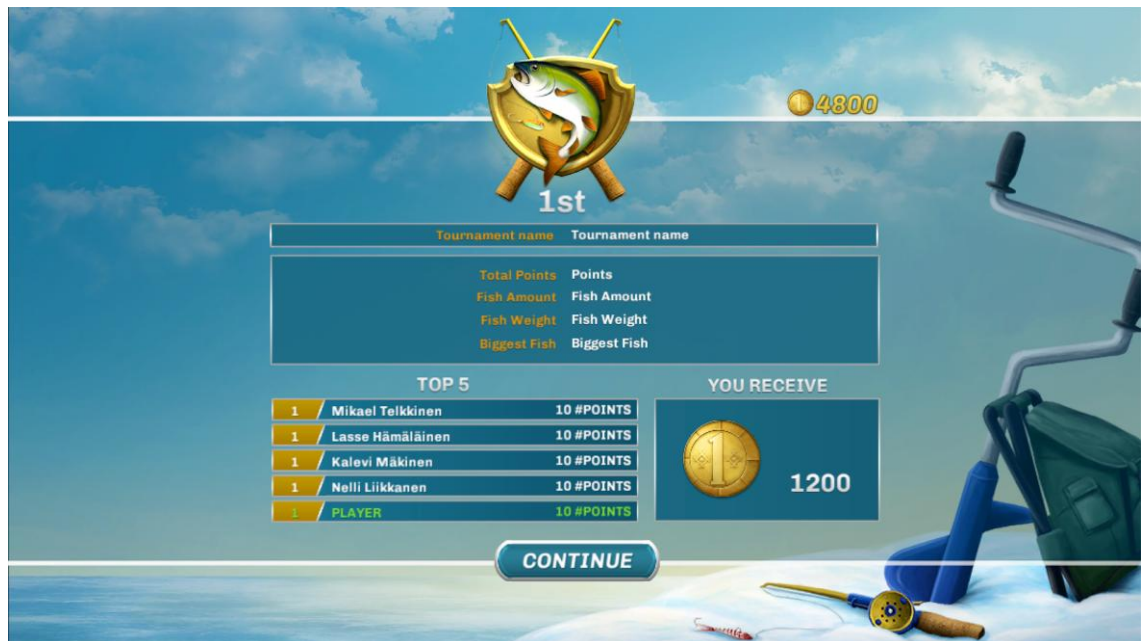 4800
1st
Tournament name Tournament name
Total Points Points
Fish Amount Fish Amount
Fish Weight Fish Weight
Biggest Fish Biggest Fish
TOP 5
1 Mikael Telkkinen 10 #POINTS
1 Lasse Hämäläinen 10 #POINTS
1 Kalevi Mäkinen 10 #POINTS
1 Nelli Liikkanen 10 #POINTS
1 PLAYER 10 #POINTS
YOU RECEIVE
1
1200
CONTINUE